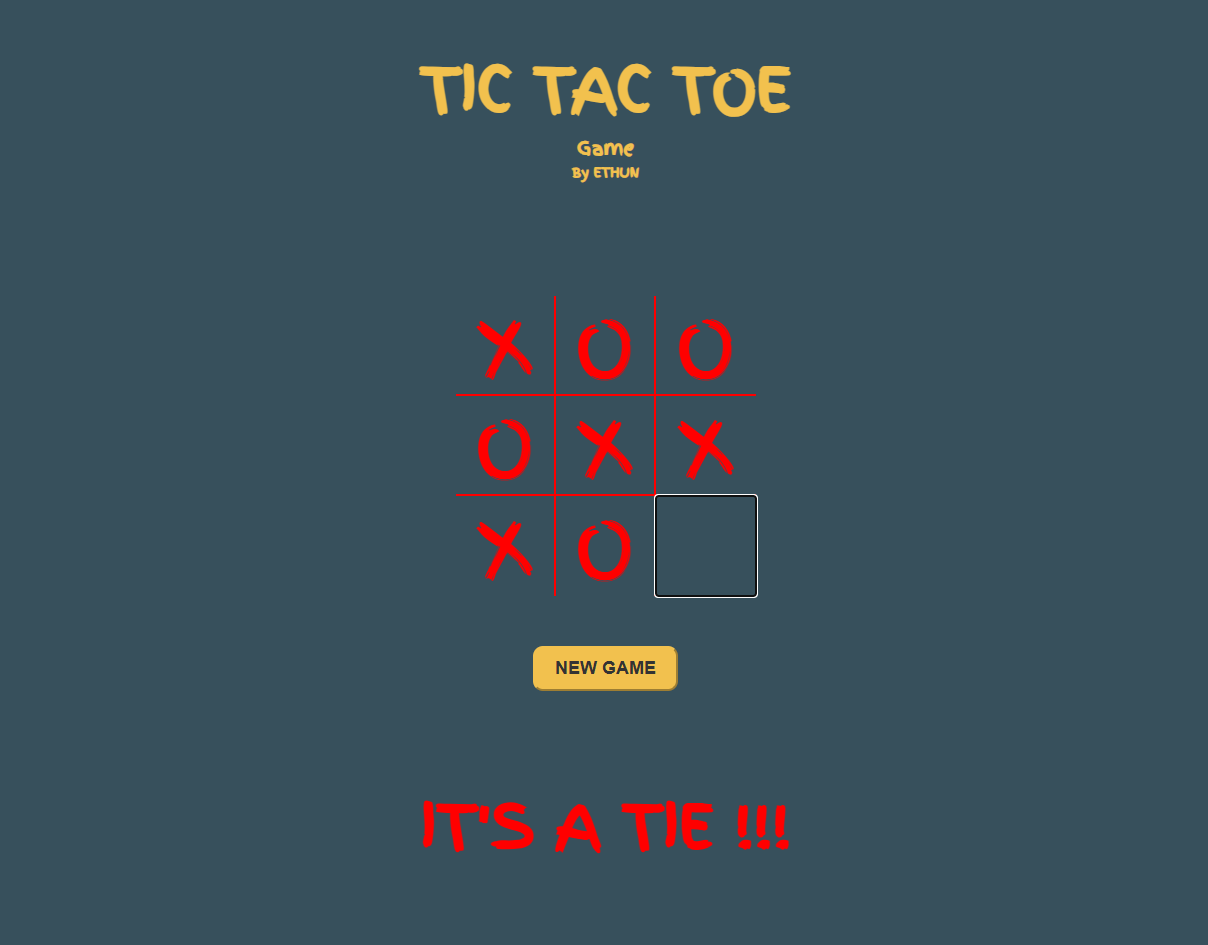 TIC TAC TOE
Game
By ETHUN
X O O
O X X
X O
NEW GAME
IT'S A TIE !!!